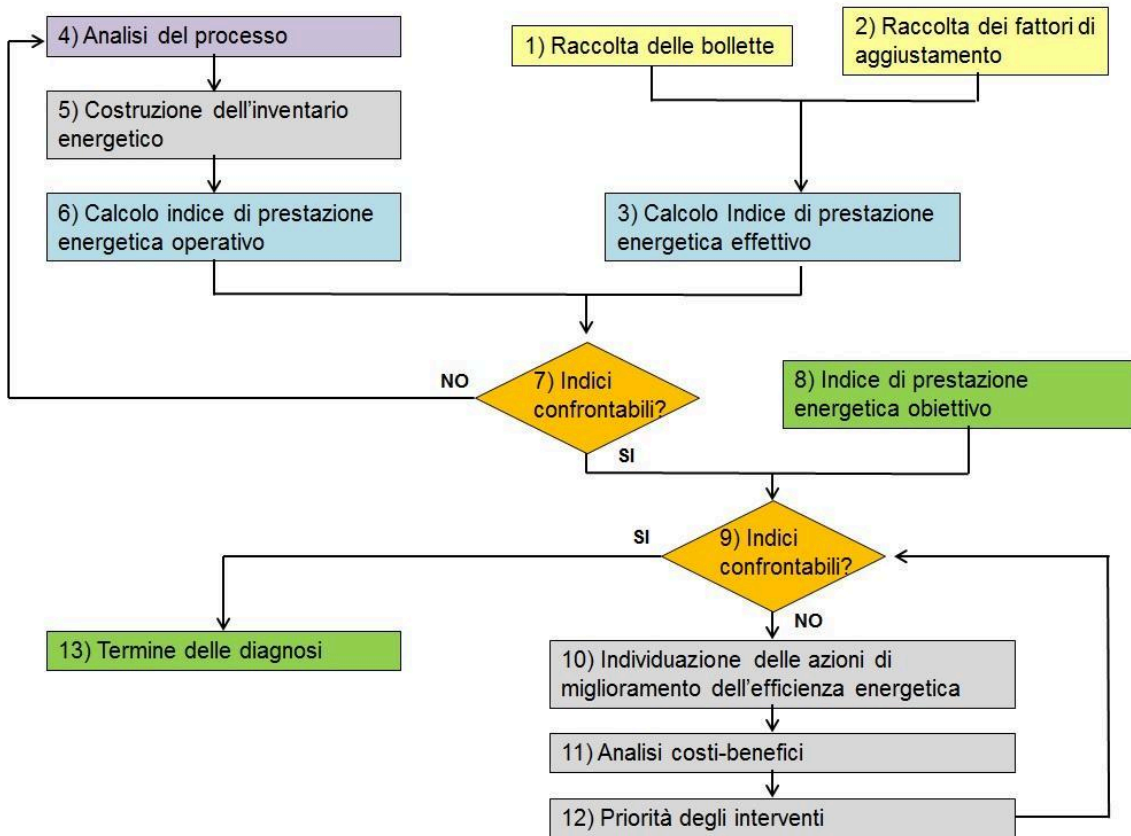 4) Analisi del processo
1) Raccolta delle bollette
2) Raccolta dei fattori di
aggiustamento
5) Costruzione dell'inventario
energetico
6) Calcolo indice di prestazione
energetica operativo
3) Calcolo Indice di prestazione
energetica effettivo
NO
7) Indici
confrontabili?
8) Indice di prestazione
energetica obiettivo
SI
SI
9) Indici
confrontabili?
NO
13) Termine delle diagnosi
10) Individuazione delle azioni di
miglioramento dell'efficienza energetica
11) Analisi costi-benefici
12) Priorità degli interventi